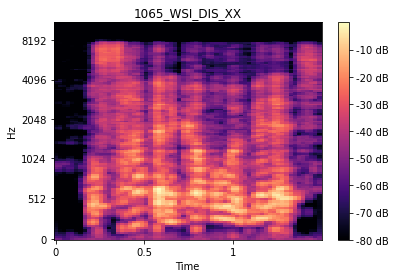 1065_WSI_DIS_XX
8192
4096
2048
1024
512
0
Hz
0
0.5
1
Time
-10 dB
-20 dB
-30 dB
-40 dB
-50 dB
-60 dB
-70 dB
-80 dB